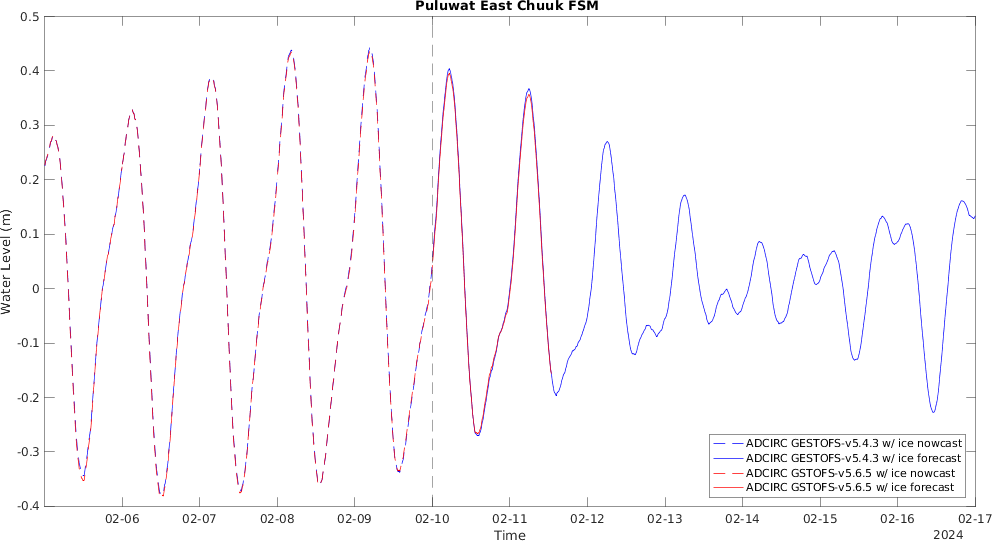 Puluwat East Chuuk FSM
0.5
0.4
0.3
0.2
0.1
0
-0.1
-0.2
-0.3
-0.4
Water Level (m)
ADCIRC GESTOFS-v5.4.3 w/ ice nowcast
ADCIRC GESTOFS-v5.4.3 w/ ice forecast
ADCIRC GSTOFS-v5.6.5 w/ ice nowcast
ADCIRC GSTOFS-v5.6.5 w/ ice forecast
02-06 02-07 02-08 02-09 02-10 02-11 02-12 02-13 02-14 02-15 02-16 02-17
Time
2024